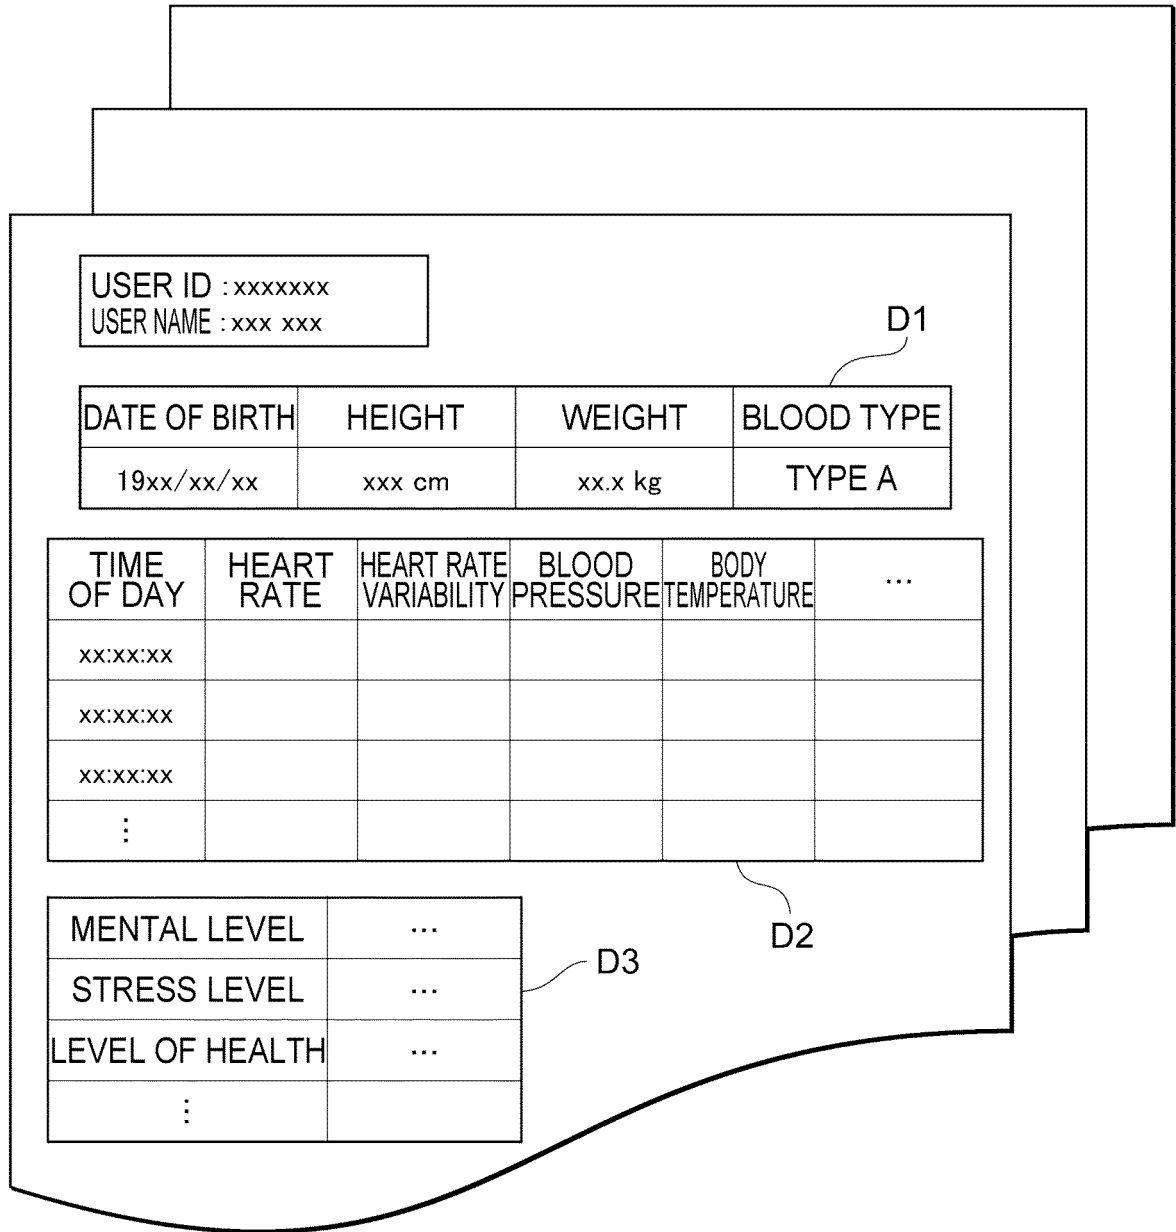 USER ID : xxxxxxx
USER NAME : xxx xxx
D1
DATE OF BIRTH HEIGHT WEIGHT BLOOD TYPE
19xx/xx/xx xxx cm xx.x kg TYPE A
TIME OF DAY HEART RATE HEART RATE VARIABILITY BLOOD PRESSURE BODY TEMPERATURE ...
xx:xx:xx
xx:xx:xx
xx:xx:xx
⋮
D2
MENTAL LEVEL ...
D3
STRESS LEVEL ...
LEVEL OF HEALTH ...
⋮